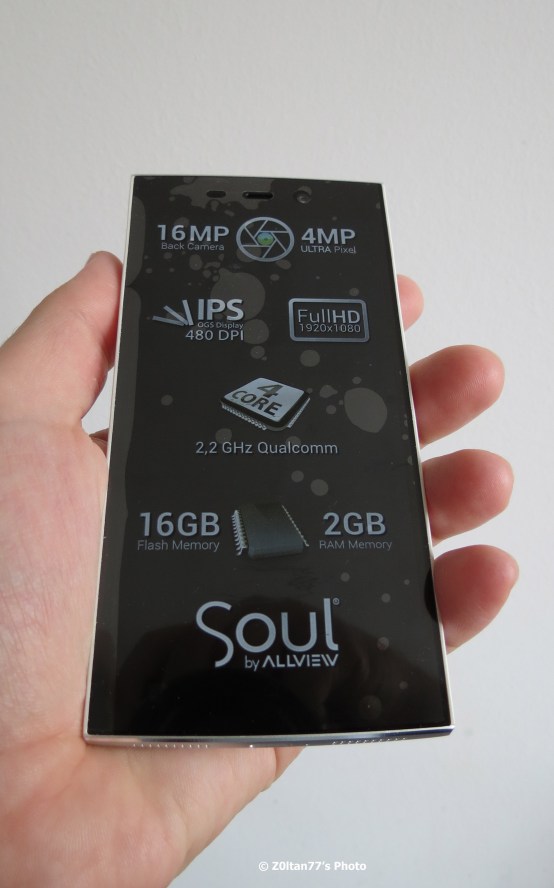 16MP 4MP
Back Camera ULTRA Pixel
IPS FullHD
OGS Display 1920x1080
480 DPI
4
CORE
2,2 GHz Qualcomm
16GB 2GB
Flash Memory RAM Memory
Soul®
by ALLVIEW
© Z0ltan77's Photo